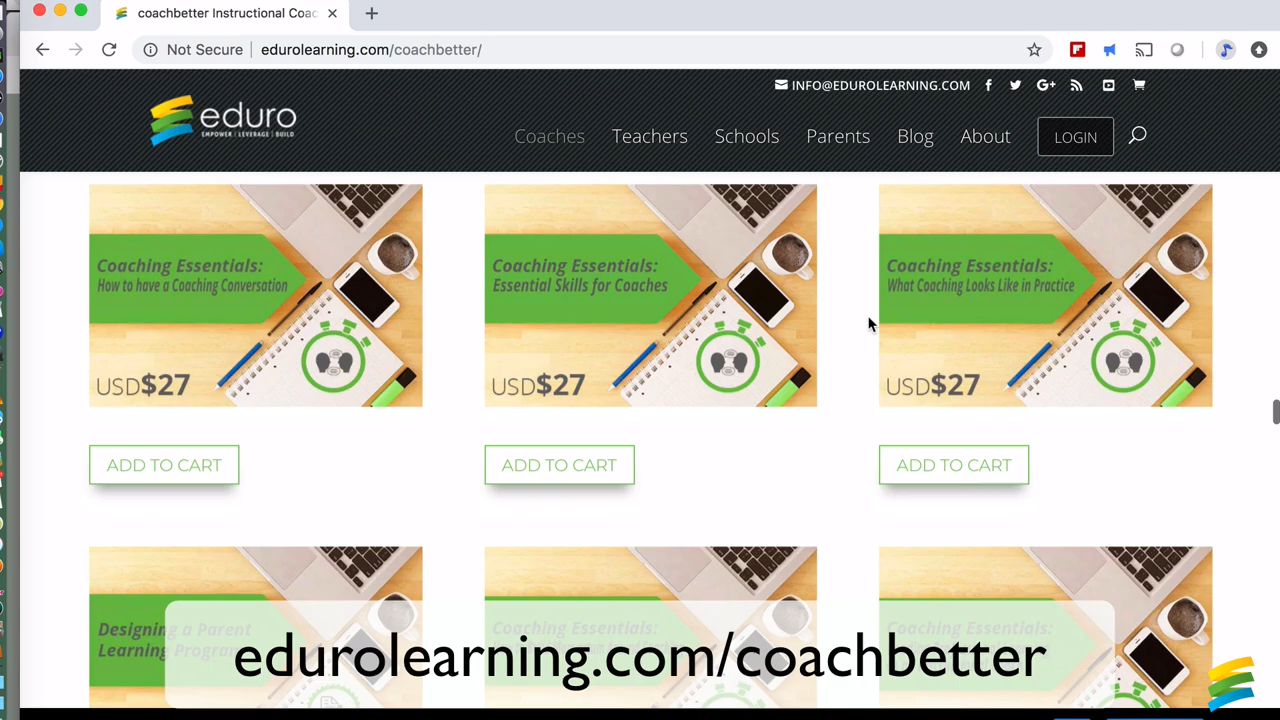 coachbetter Instructional Coac
Not Secure
edurolearning.com/coachbetter/
INFO@EDUROLEARNING.COM
eduro
EMPOWER | LEVERAGE | BUILD
Coaches
Teachers
Schools
Parents
Blog
About
LOGIN
Coaching Essentials:
How to have a Coaching Conversation
USD$27
Coaching Essentials:
Essential Skills for Coaches
USD$27
Coaching Essentials:
What Coaching Looks Like in Practice
USD$27
ADD TO CART
ADD TO CART
ADD TO CART
Designing a Parent
Learning Program
Coaching Essentials:
Coaching Essentials:
edurolearning.com/coachbetter